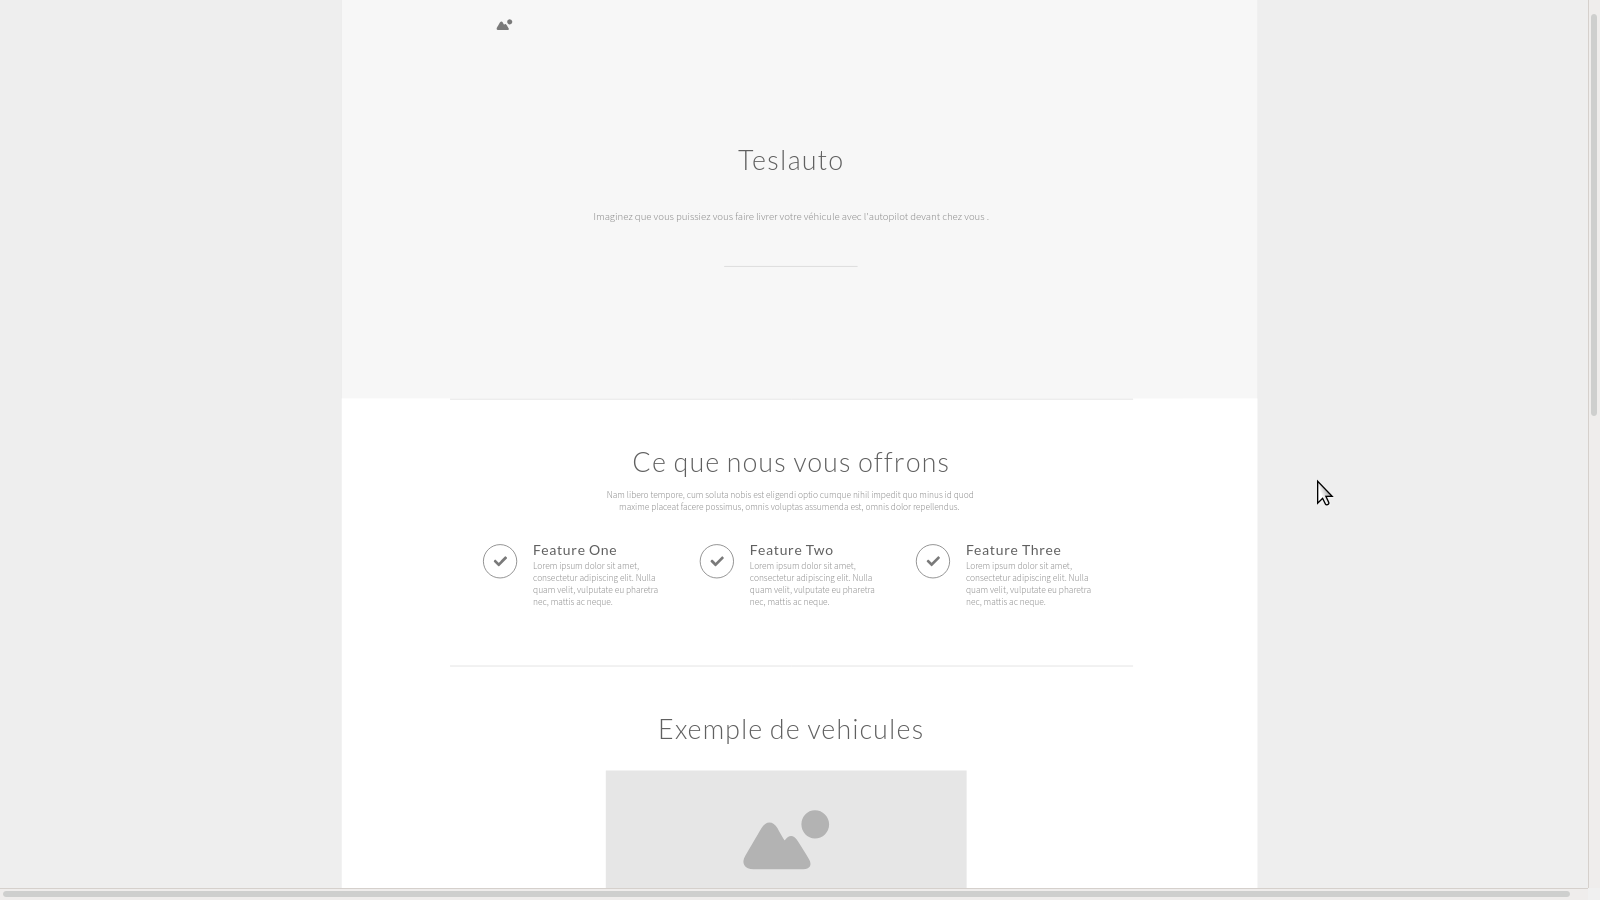 Teslauto
Imaginez que vous puissiez vous faire livrer votre véhicule avec l'autopilot devant chez vous .
Ce que nous vous offrons
Nam libero tempore, cum soluta nobis est eligendi optio cumque nihil impedit quo minus id quod
maxime placeat facere possimus, omnis voluptas assumenda est, omnis dolor repellendus.
Feature One
Lorem ipsum dolor sit amet,
consectetur adipiscing elit. Nulla
quam velit, vulputate eu pharetra
nec, mattis ac neque.
Feature Two
Lorem ipsum dolor sit amet,
consectetur adipiscing elit. Nulla
quam velit, vulputate eu pharetra
nec, mattis ac neque.
Feature Three
Lorem ipsum dolor sit amet,
consectetur adipiscing elit. Nulla
quam velit, vulputate eu pharetra
nec, mattis ac neque.
Exemple de vehicules